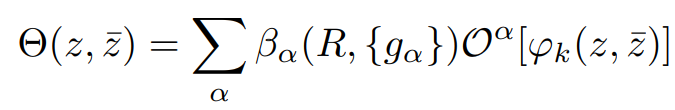 Θ(z, z̄) = ∑_α β_α(R, {g_α})𝒪^α[φ_k(z, z̄)]